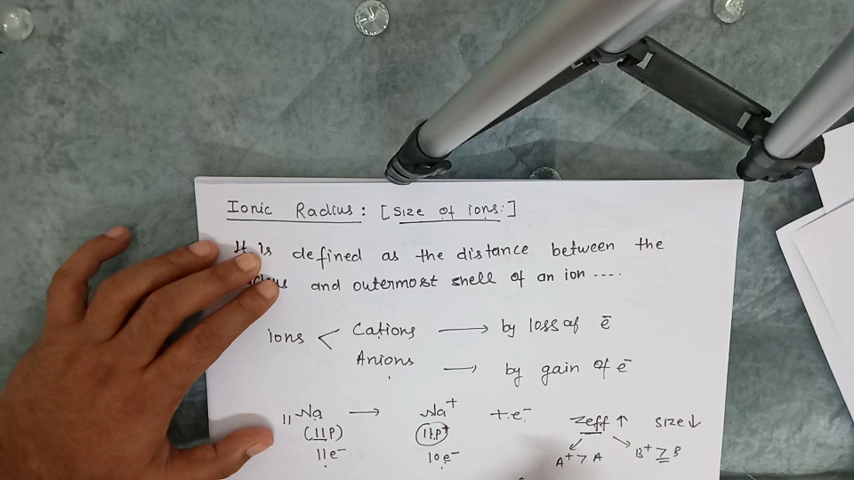 Ionic Radius: [Size of ions:]
It is defined as the distance between the
and outermost shell of an ion ....
Ions < Cations → by loss of e⁻
Anions → by gain of e⁻
₁₁Na → Na⁺ + e⁻
(11P) (11P⁺) Zeff ↑ Size ↓
11e⁻ 10e⁻ A⁺ > A B⁺ > B